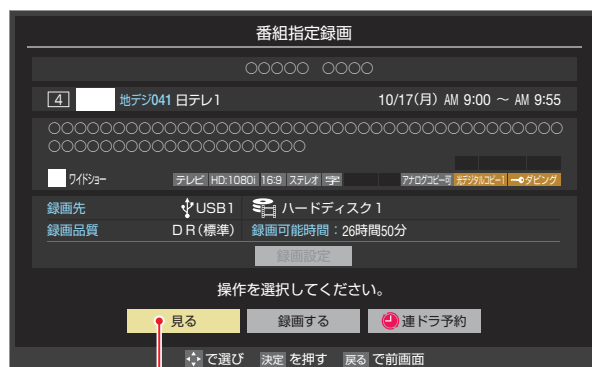 番組指定録画
○○○○○ ○○○○
4 地デジ041 日テレ1 10/17(月) AM 9:00 ～ AM 9:55
○○○○○○○○○○○○○○○○○○○○○○○○○○○○○○○○○○○○○○○
○○○○○○○○○○○○○○○○○○○○
ワイドショー テレビ HD:1080i 16:9 ステレオ 字 アナログコピー可 光デジタルコピー1 ダビング
録画先 USB1 ハードディスク1
録画品質 DR(標準) 録画可能時間：26時間50分
録画設定
操作を選択してください。
見る 録画する 連ドラ予約
で選び 決定 を押す 戻る で前画面